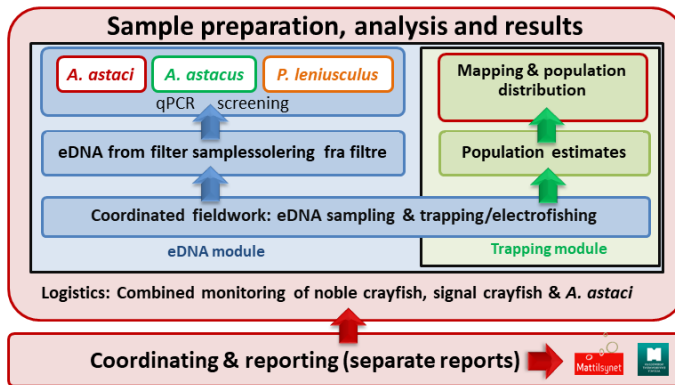 Sample preparation, analysis and results
A. astaci
A. astacus
P. leniusculus
qPCR screening
Mapping & population
distribution
eDNA from filter samplessolering fra filtre
Population estimates
Coordinated fieldwork: eDNA sampling & trapping/electrofishing
eDNA module
Trapping module
Logistics: Combined monitoring of noble crayfish, signal crayfish & A. astaci
Coordinating & reporting (separate reports)
Mattilsynet